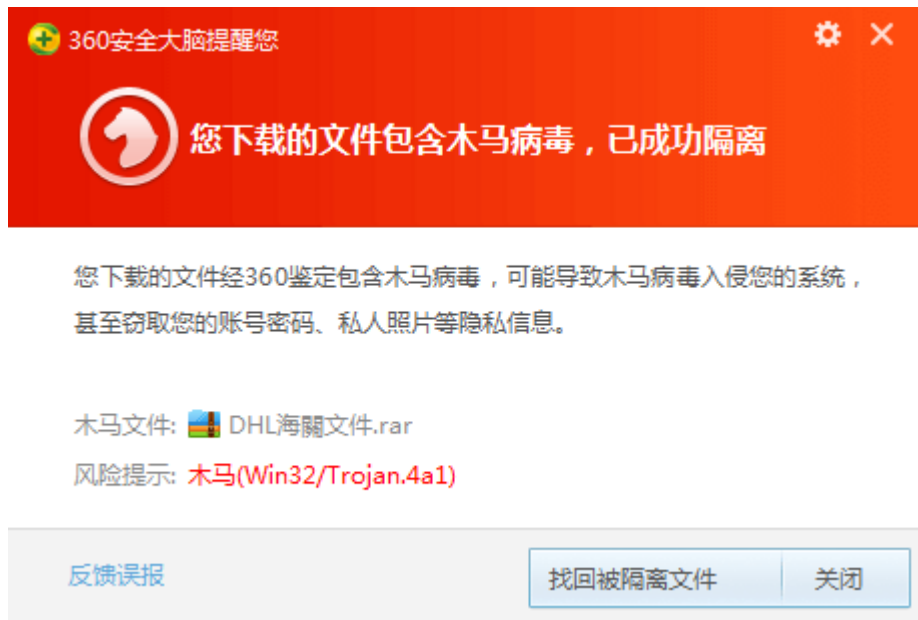 360安全大脑提醒您
您下载的文件包含木马病毒，已成功隔离
您下载的文件经360鉴定包含木马病毒，可能导致木马病毒入侵您的系统，
甚至窃取您的账号密码、私人照片等隐私信息。
木马文件: DHL海關文件.rar
风险提示: 木马(Win32/Trojan.4a1)
反馈误报 找回被隔离文件 关闭